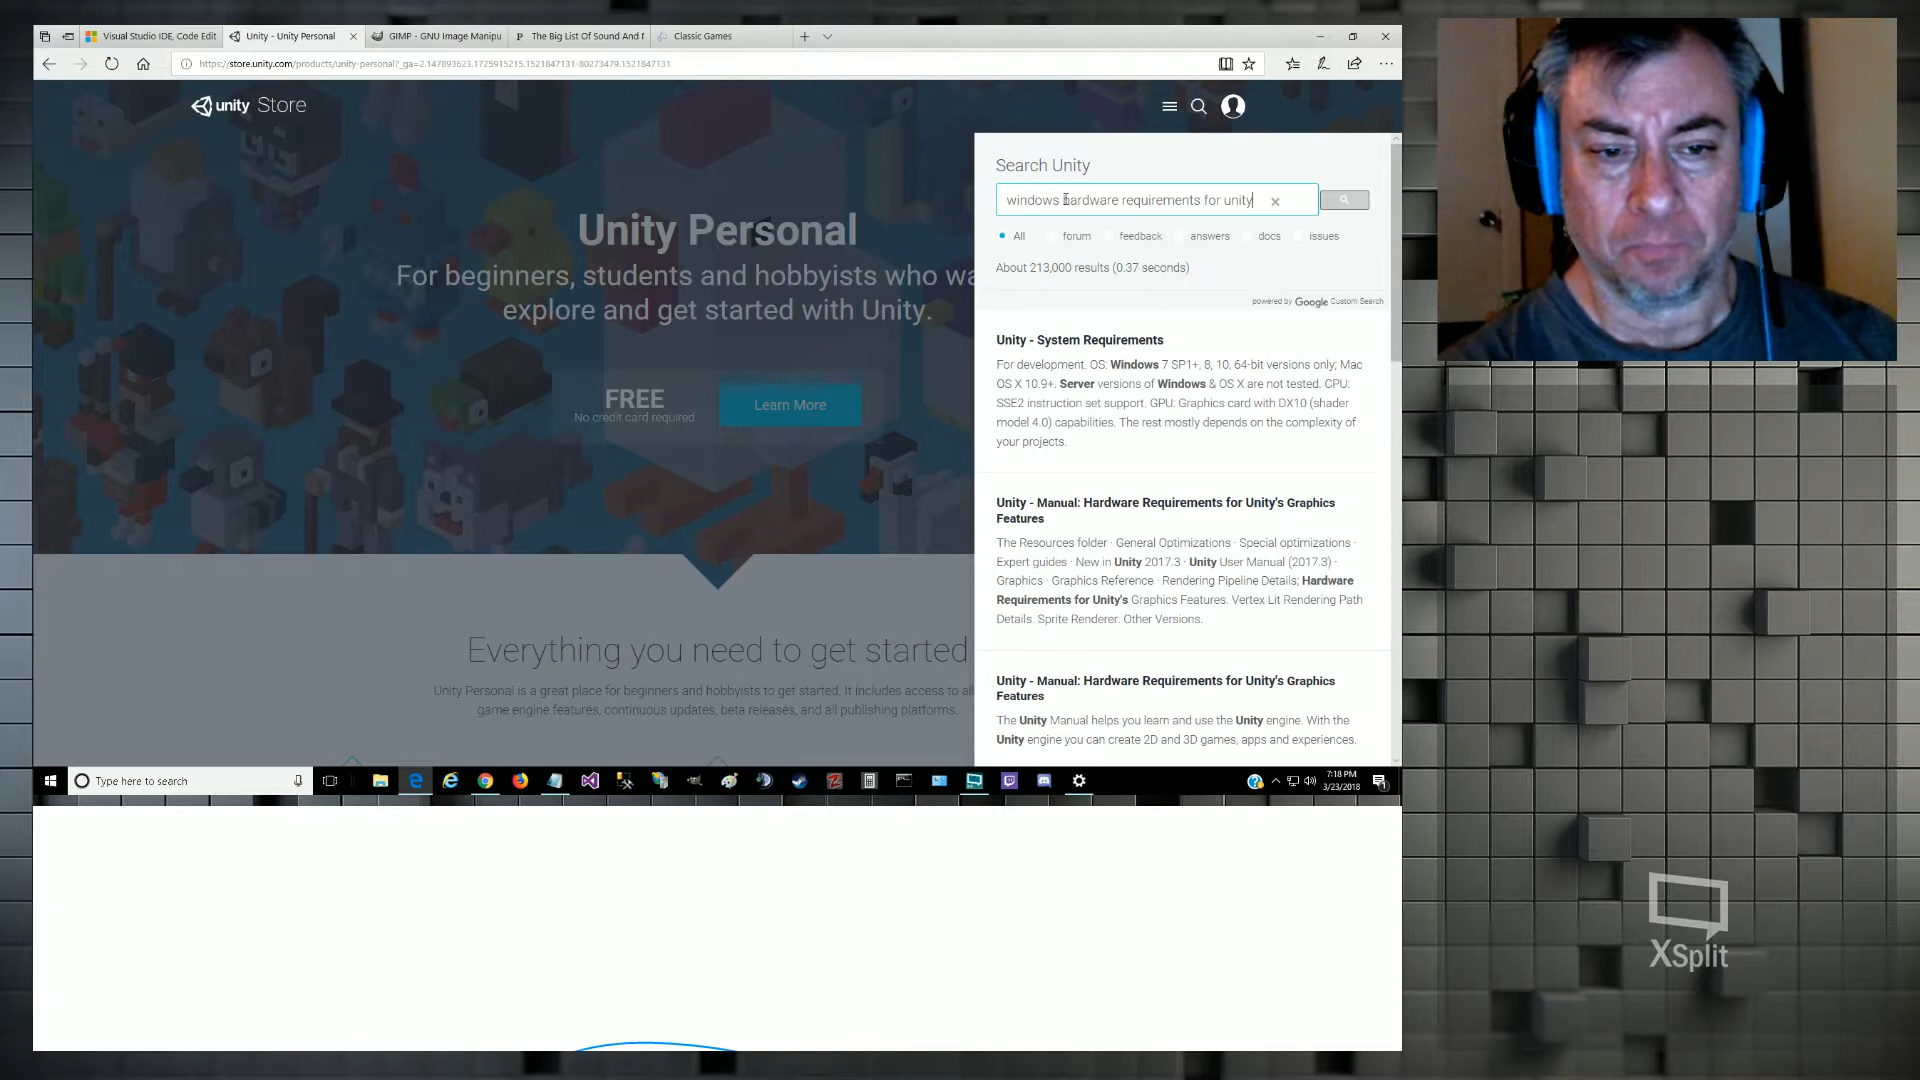 Visual Studio IDE, Code Edit
Unity - Unity Personal
GIMP - GNU Image Manipu
P The Big List Of Sound And
Classic Games
https://store.unity.com/products/unity-personal?_ga=2.147893623.1725915215.1521847131-80273479.1521847131
unity Store
Search Unity
windows hardware requirements for unity
All forum feedback answers docs issues
About 213,000 results (0.37 seconds)
powered by Google Custom Search
Unity Personal
For beginners, students and hobbyists who wa
explore and get started with Unity.
FREE
No credit card required
Learn More
Unity - System Requirements
For development. OS: Windows 7 SP1+, 8, 10, 64-bit versions only; Mac
OS X 10.9+. Server versions of Windows & OS X are not tested. CPU:
SSE2 instruction set support. GPU: Graphics card with DX10 (shader
model 4.0) capabilities. The rest mostly depends on the complexity of
your projects.
Unity - Manual: Hardware Requirements for Unity's Graphics
Features
The Resources folder · General Optimizations · Special optimizations ·
Expert guides · New in Unity 2017.3 · Unity User Manual (2017.3) ·
Graphics · Graphics Reference · Rendering Pipeline Details; Hardware
Requirements for Unity's Graphics Features. Vertex Lit Rendering Path
Details. Sprite Renderer. Other Versions.
Everything you need to get started
Unity Personal is a great place for beginners and hobbyists to get started. It includes access to all
game engine features, continuous updates, beta releases, and all publishing platforms.
Unity - Manual: Hardware Requirements for Unity's Graphics
Features
The Unity Manual helps you learn and use the Unity engine. With the
Unity engine you can create 2D and 3D games, apps and experiences.
Type here to search
7:18 PM
3/23/2018
XSplit